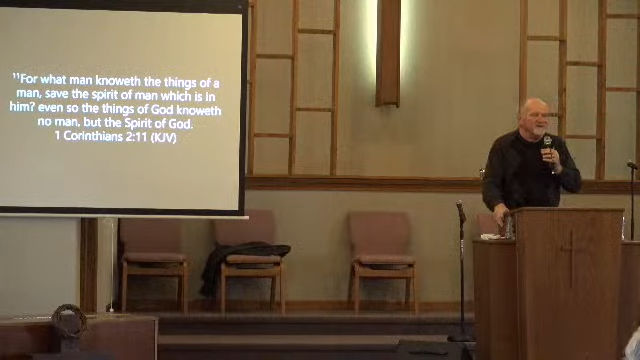 ¹¹For what man knoweth the things of a
man, save the spirit of man which is in
him? even so the things of God knoweth
no man, but the Spirit of God.
1 Corinthians 2:11 (KJV)